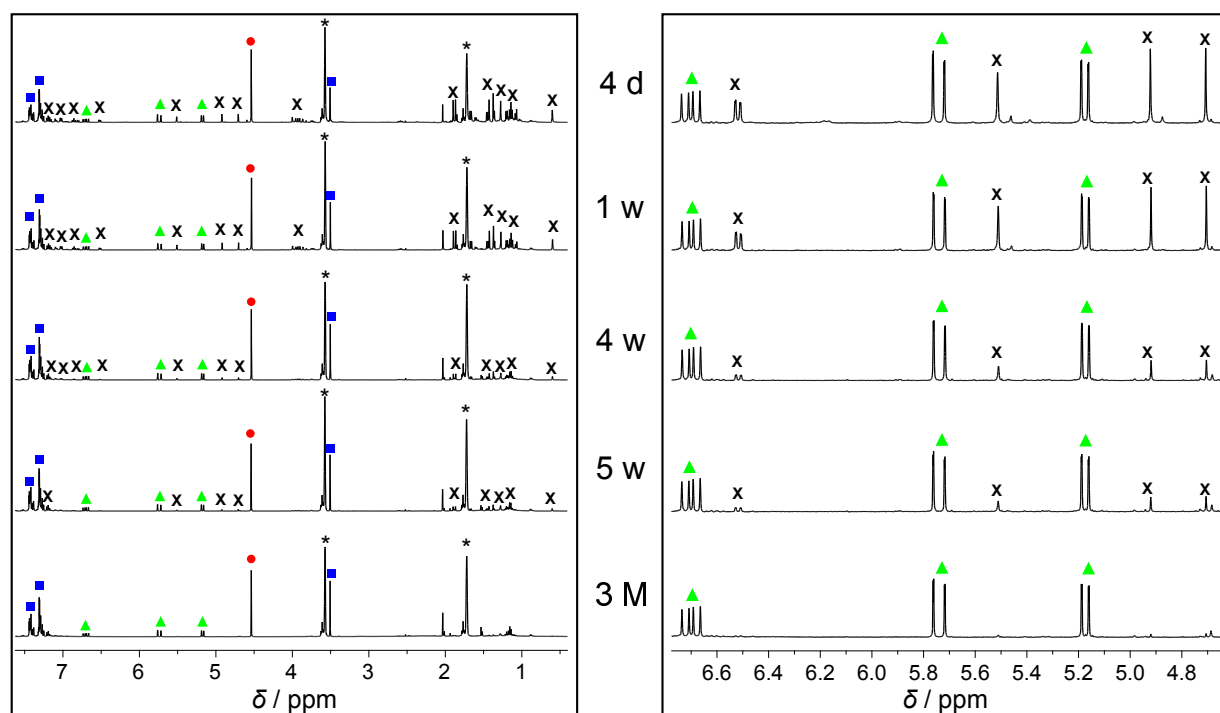 * *
x x x x x x x x x x x x x
x x x x
4 d
* *
x x x x x x x x x x x x x
x x x x
1 w
* *
x x x x x x x x x x x x
x x x x
4 w
* *
x x x x x x x x x
x x x x
5 w
* *
3 M
7 6 5 4 3 2 1
δ / ppm
6.6 6.4 6.2 6.0 5.8 5.6 5.4 5.2 5.0 4.8
δ / ppm